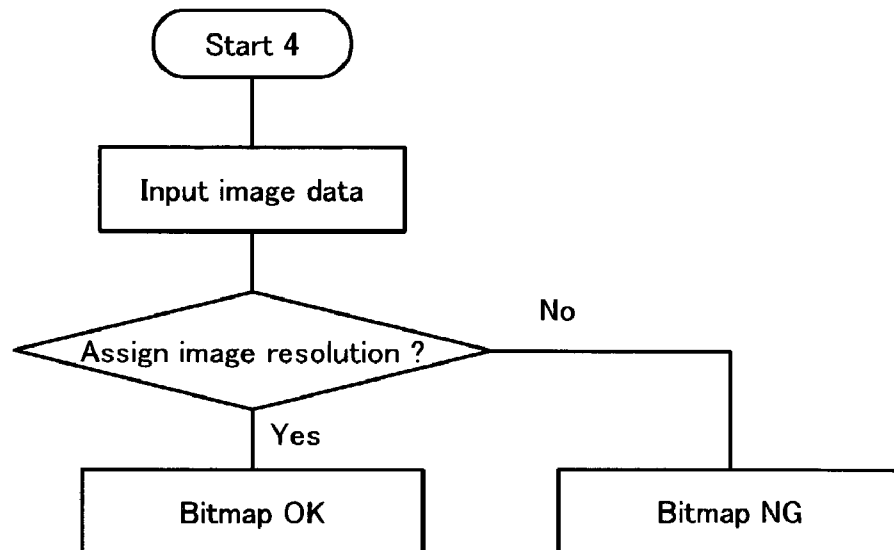 Start 4
Input image data
No
Assign image resolution ?
Yes
Bitmap OK
Bitmap NG